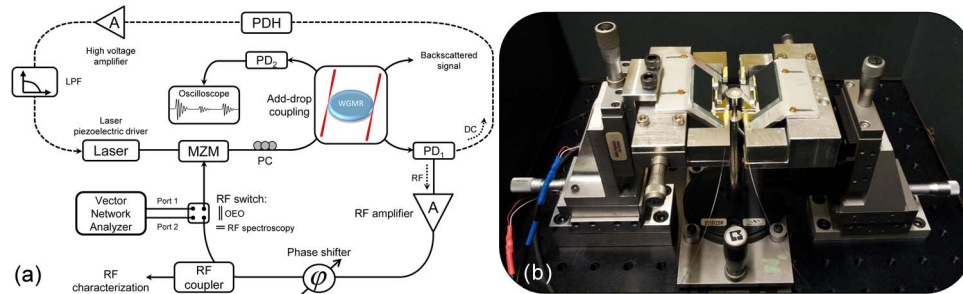 A
High voltage
amplifier
PDH
LPF
PD2
Oscilloscope
Add-drop
coupling
WGMR
Backscattered
signal
Laser
piezoelectric driver
DC
Laser
MZM
PC
PD1
RF
Vector
Network
Analyzer
Port 1
Port 2
RF switch:
|| OEO
= RF spectroscopy
RF amplifier
A
Phase shifter
φ
RF
coupler
RF
characterization
(a)
(b)